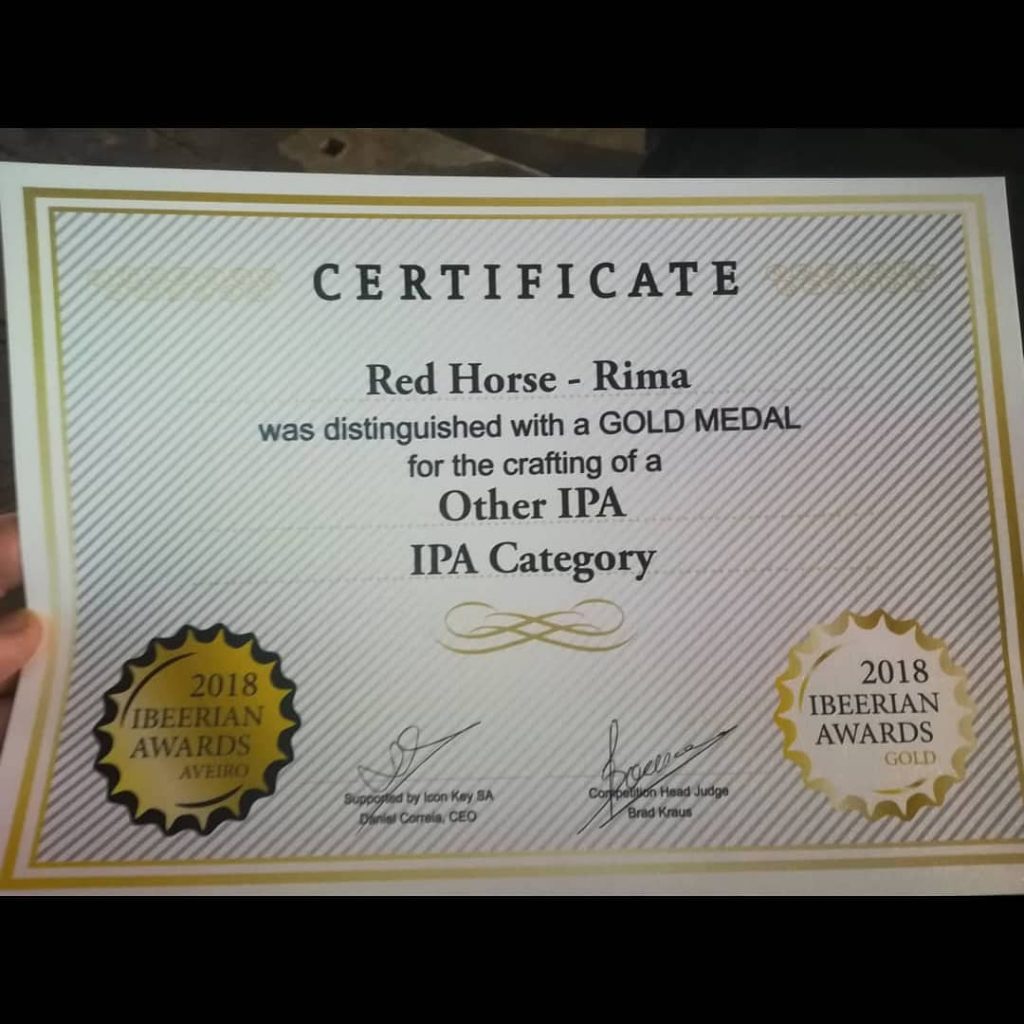 CERTIFICATE
Red Horse - Rima
was distinguished with a GOLD MEDAL
for the crafting of a
Other IPA
IPA Category
2018
IBEERIAN
AWARDS
AVEIRO
Supported by Icon Key SA
Daniel Correia, CEO
Competition Head Judge
Brad Kraus
2018
IBEERIAN
AWARDS
GOLD